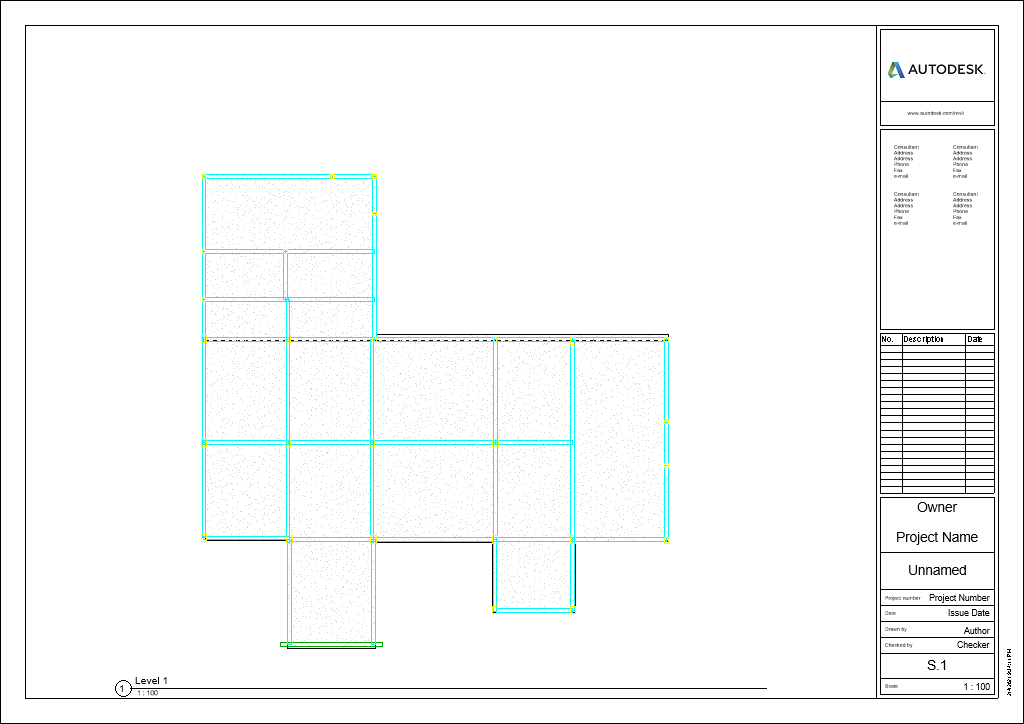 AUTODESK.
www.autodesk.com/revit
Consultant
Address
Address
Phone
Fax
e-mail
Consultant
Address
Address
Phone
Fax
e-mail
Consultant
Address
Address
Phone
Fax
e-mail
Consultant
Address
Address
Phone
Fax
e-mail
No. Description Date
Owner
Project Name
Unnamed
Project number Project Number
Date Issue Date
Drawn by Author
Checked by Checker
S.1
Scale 1 : 100
1 Level 1
1 : 100